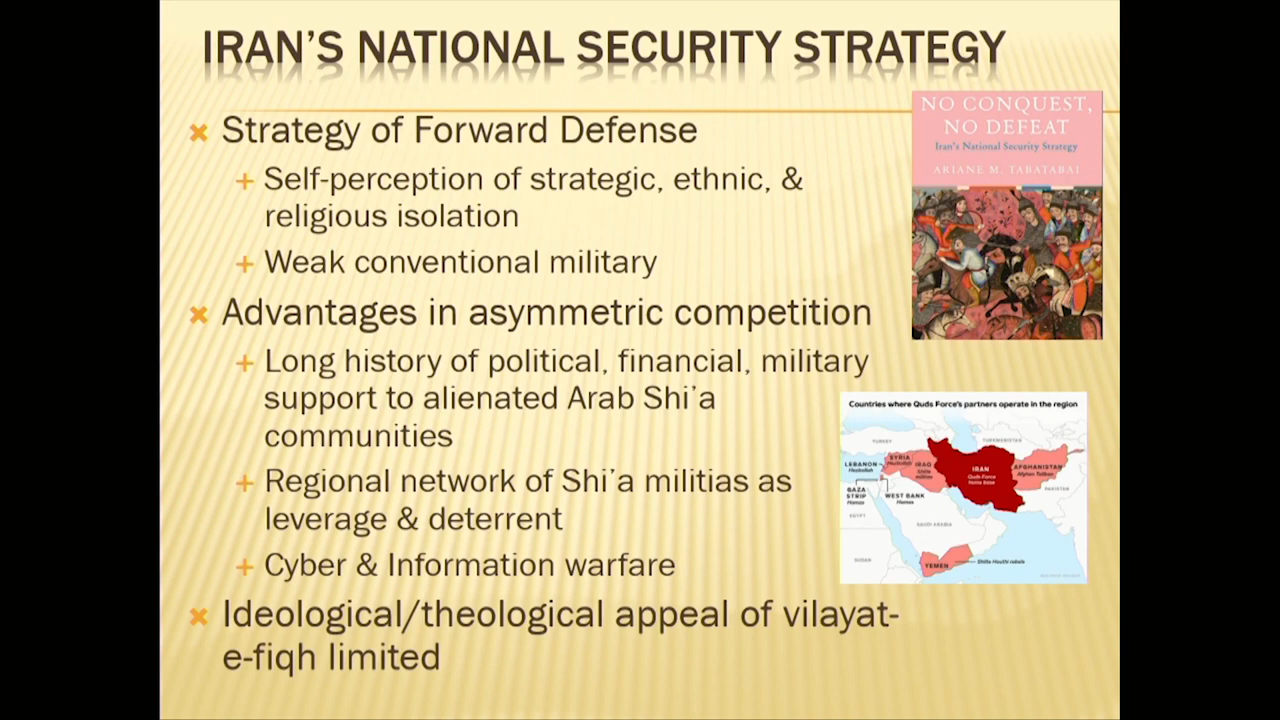 IRAN'S NATIONAL SECURITY STRATEGY
Strategy of Forward Defense
Self-perception of strategic, ethnic, &
religious isolation
Weak conventional military
Advantages in asymmetric competition
Long history of political, financial, military
support to alienated Arab Shi'a
communities
Regional network of Shi'a militias as
leverage & deterrent
Cyber & Information warfare
Ideological/theological appeal of vilayat-
e-fiqh limited
NO CONQUEST,
NO DEFEAT
Iran's National Security Strategy
ARIANE M. TABATABAI
Countries where Quds Force's partners operate in the region
TURKEY
TURKMENISTAN
SYRIA
Hezbollah
LEBANON
Hezbollah
IRAQ
Shiite
militias
IRAN
Quds Force
home base
AFGHANISTAN
Afghan Taliban
PAKISTAN
GAZA
STRIP
Hamas
WEST BANK
Hamas
EGYPT
SAUDI ARABIA
SUDAN
YEMEN
Shiite Houthi rebels